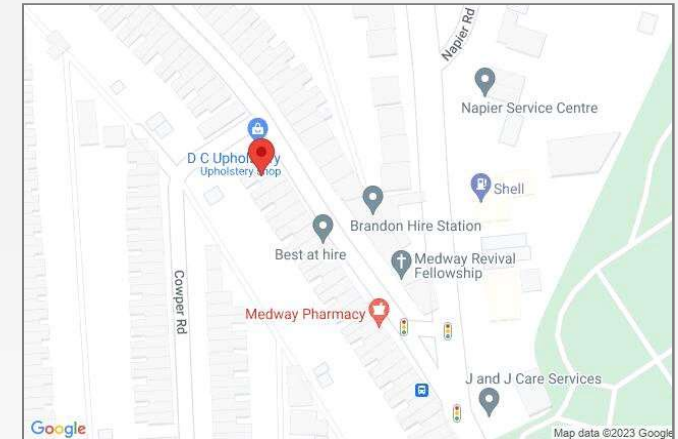 Napier Rd
Napier Service Centre
D C Uphol
Upholstery
Shell
Brandon Hire Station
Best at hire
Medway Revival
Fellowship
Cowper Rd
Medway Pharmacy
J and J Care Services
Google
Map data ©2023 Google